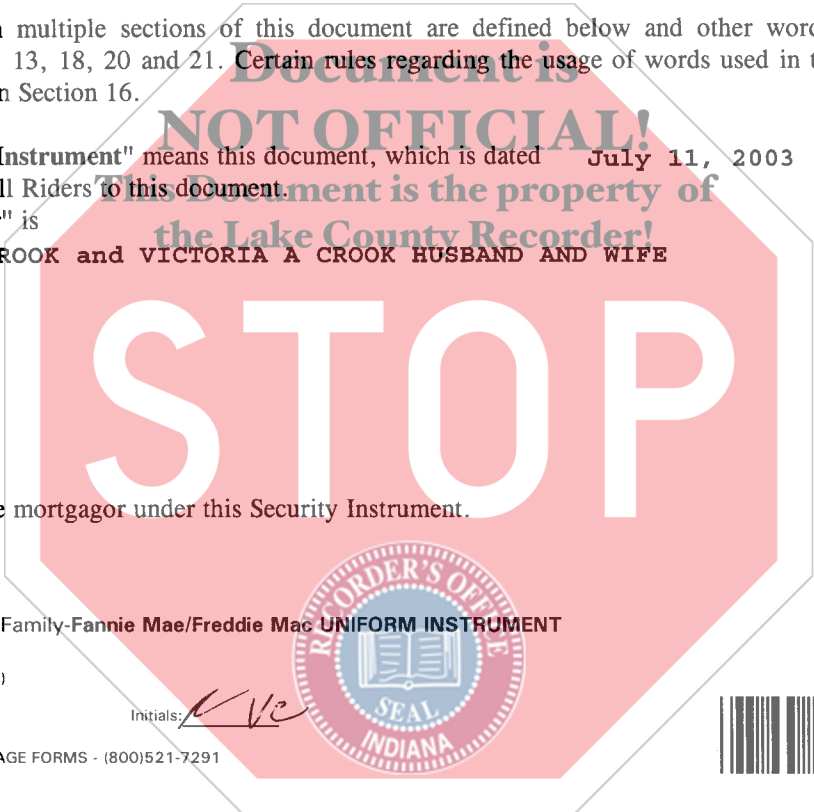 multiple sections of this document are defined below and other
13, 18, 20 and 21. Certain rules regarding the usage of words used in
Section 16.
Document is
NOT OFFICIAL!
This Document is the property of
the Lake County Recorder!
Instrument" means this document, which is dated July 11, 2003
Riders to this document.
" is
ROOK and VICTORIA A CROOK HUSBAND AND WIFE
STOP
mortgagor under this Security Instrument.
Family-Fannie Mae/Freddie Mac UNIFORM INSTRUMENT
)
Initials: VC
AGE FORMS - (800)521-7291
RECORDER'S OFFICE
SEAL
INDIANA